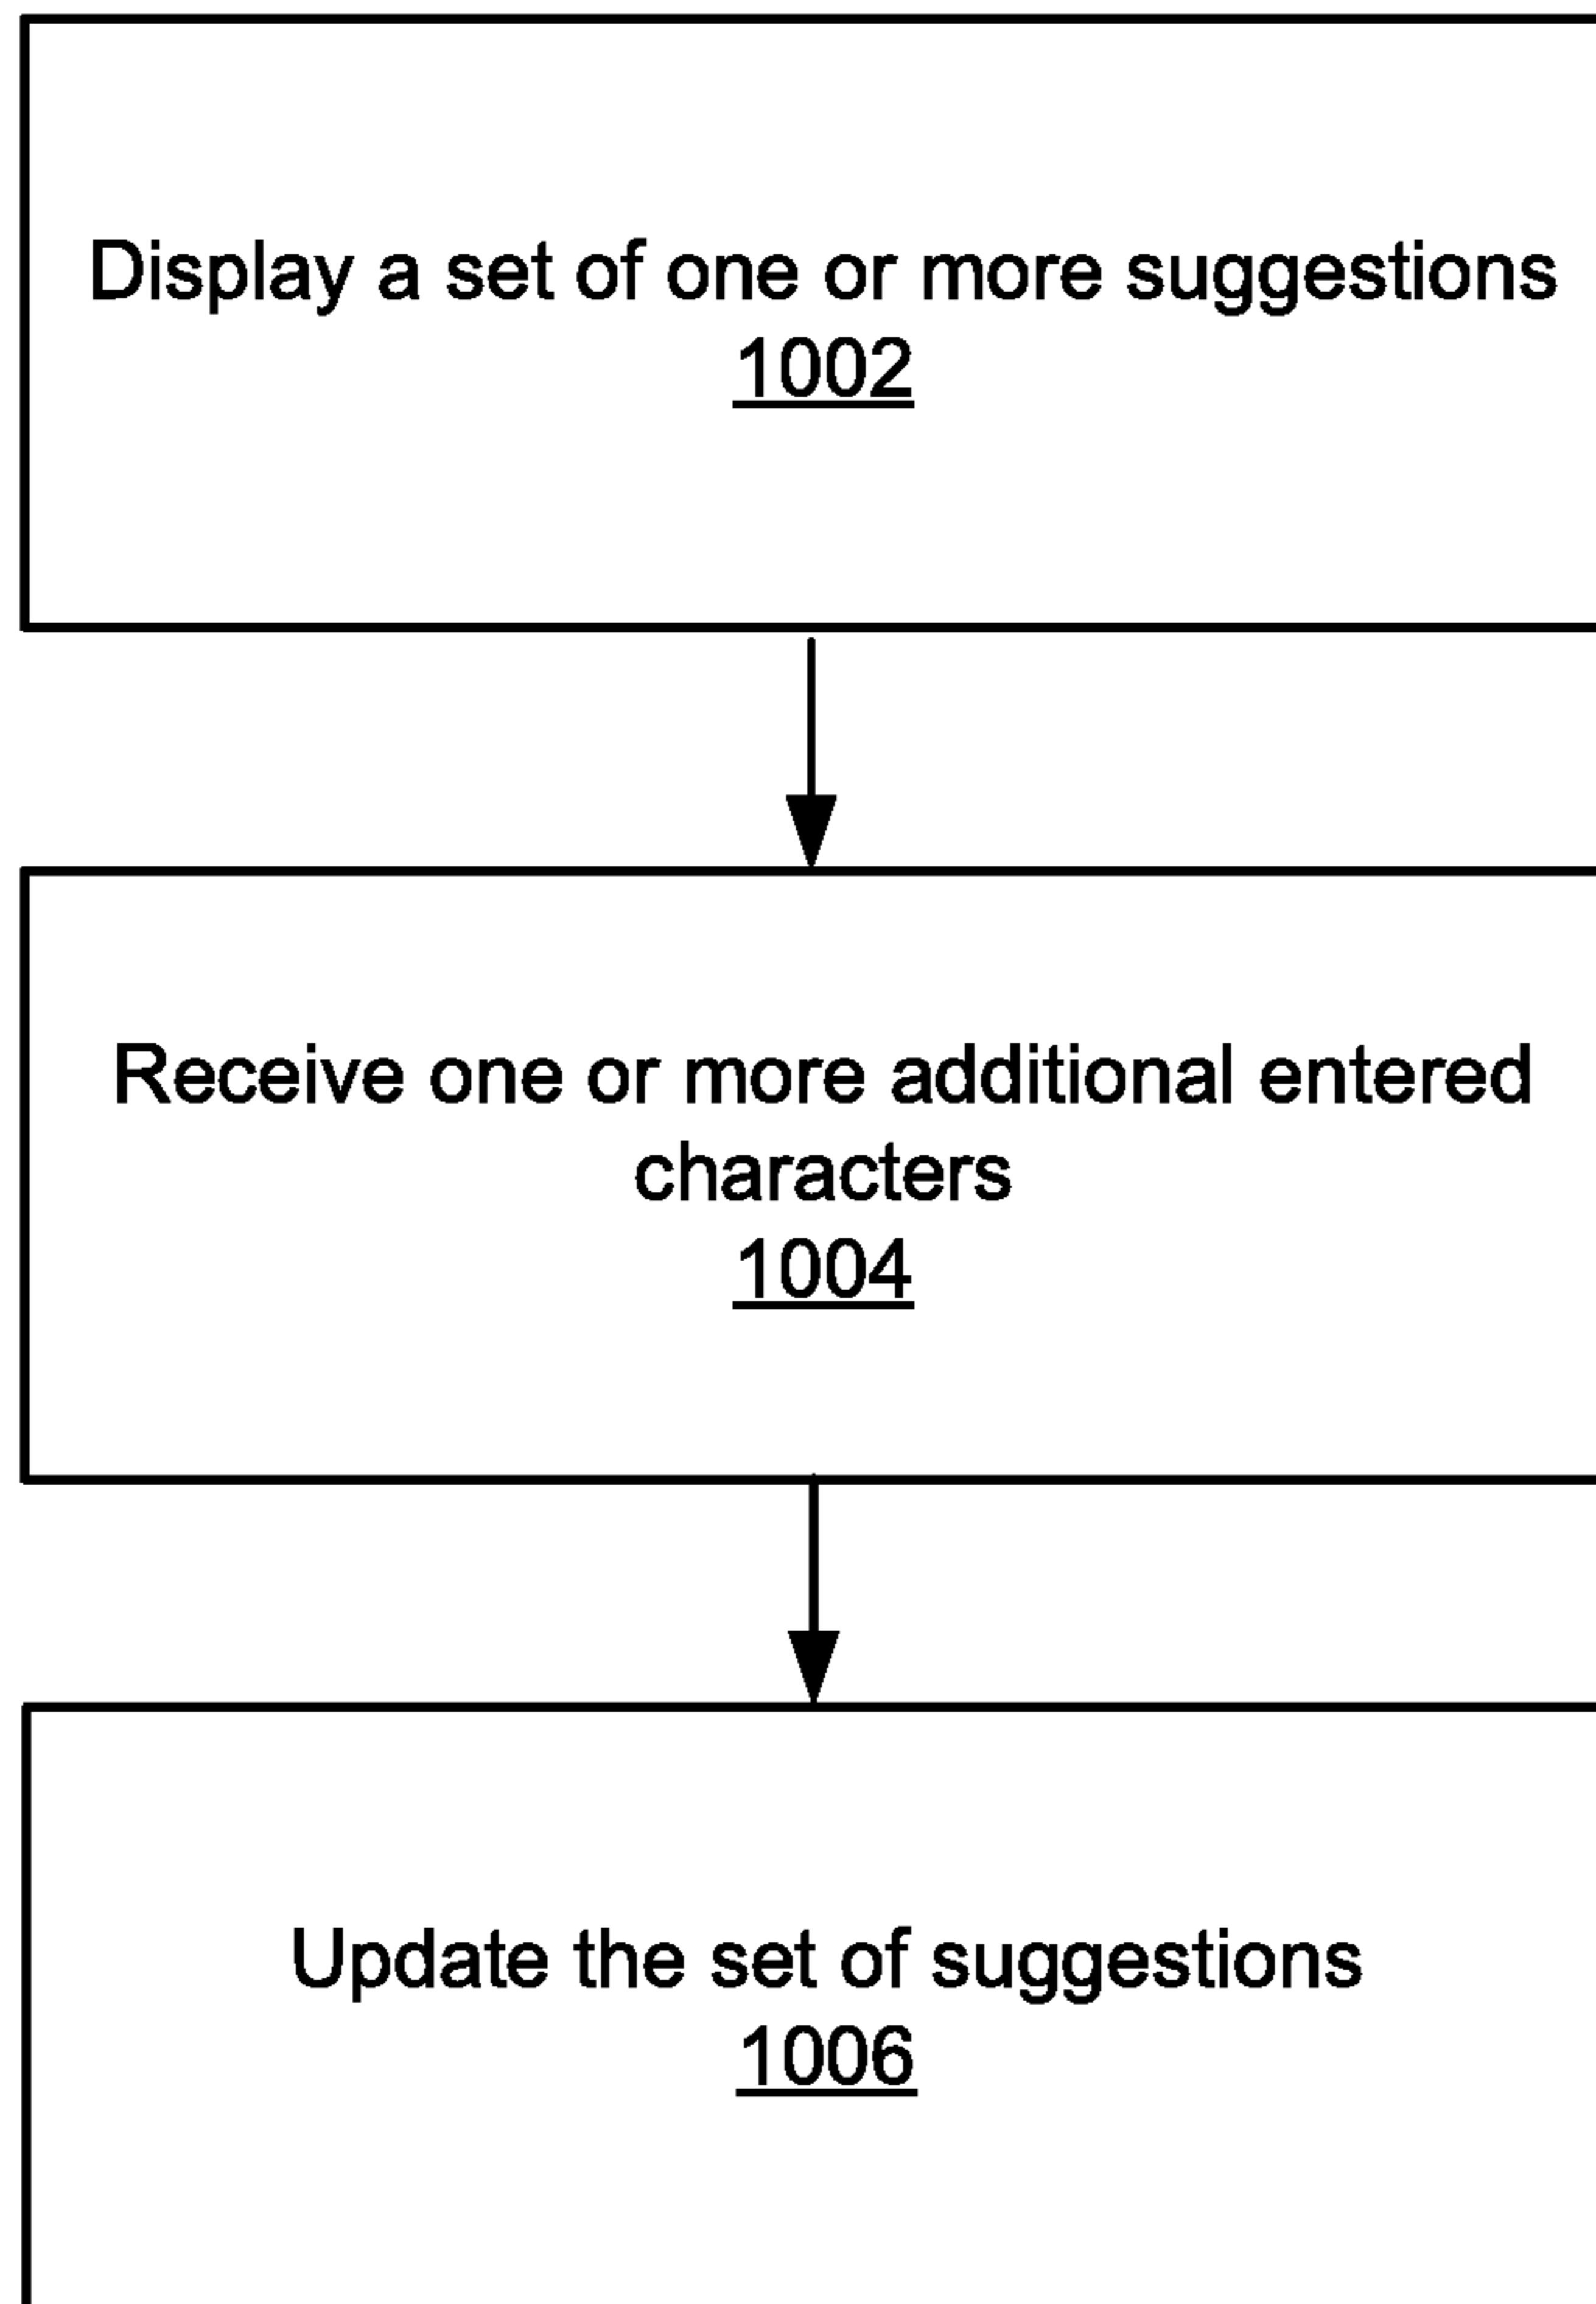 Display a set of one or more suggestions
1002
Receive one or more additional entered
characters
1004
Update the set of suggestions
1006